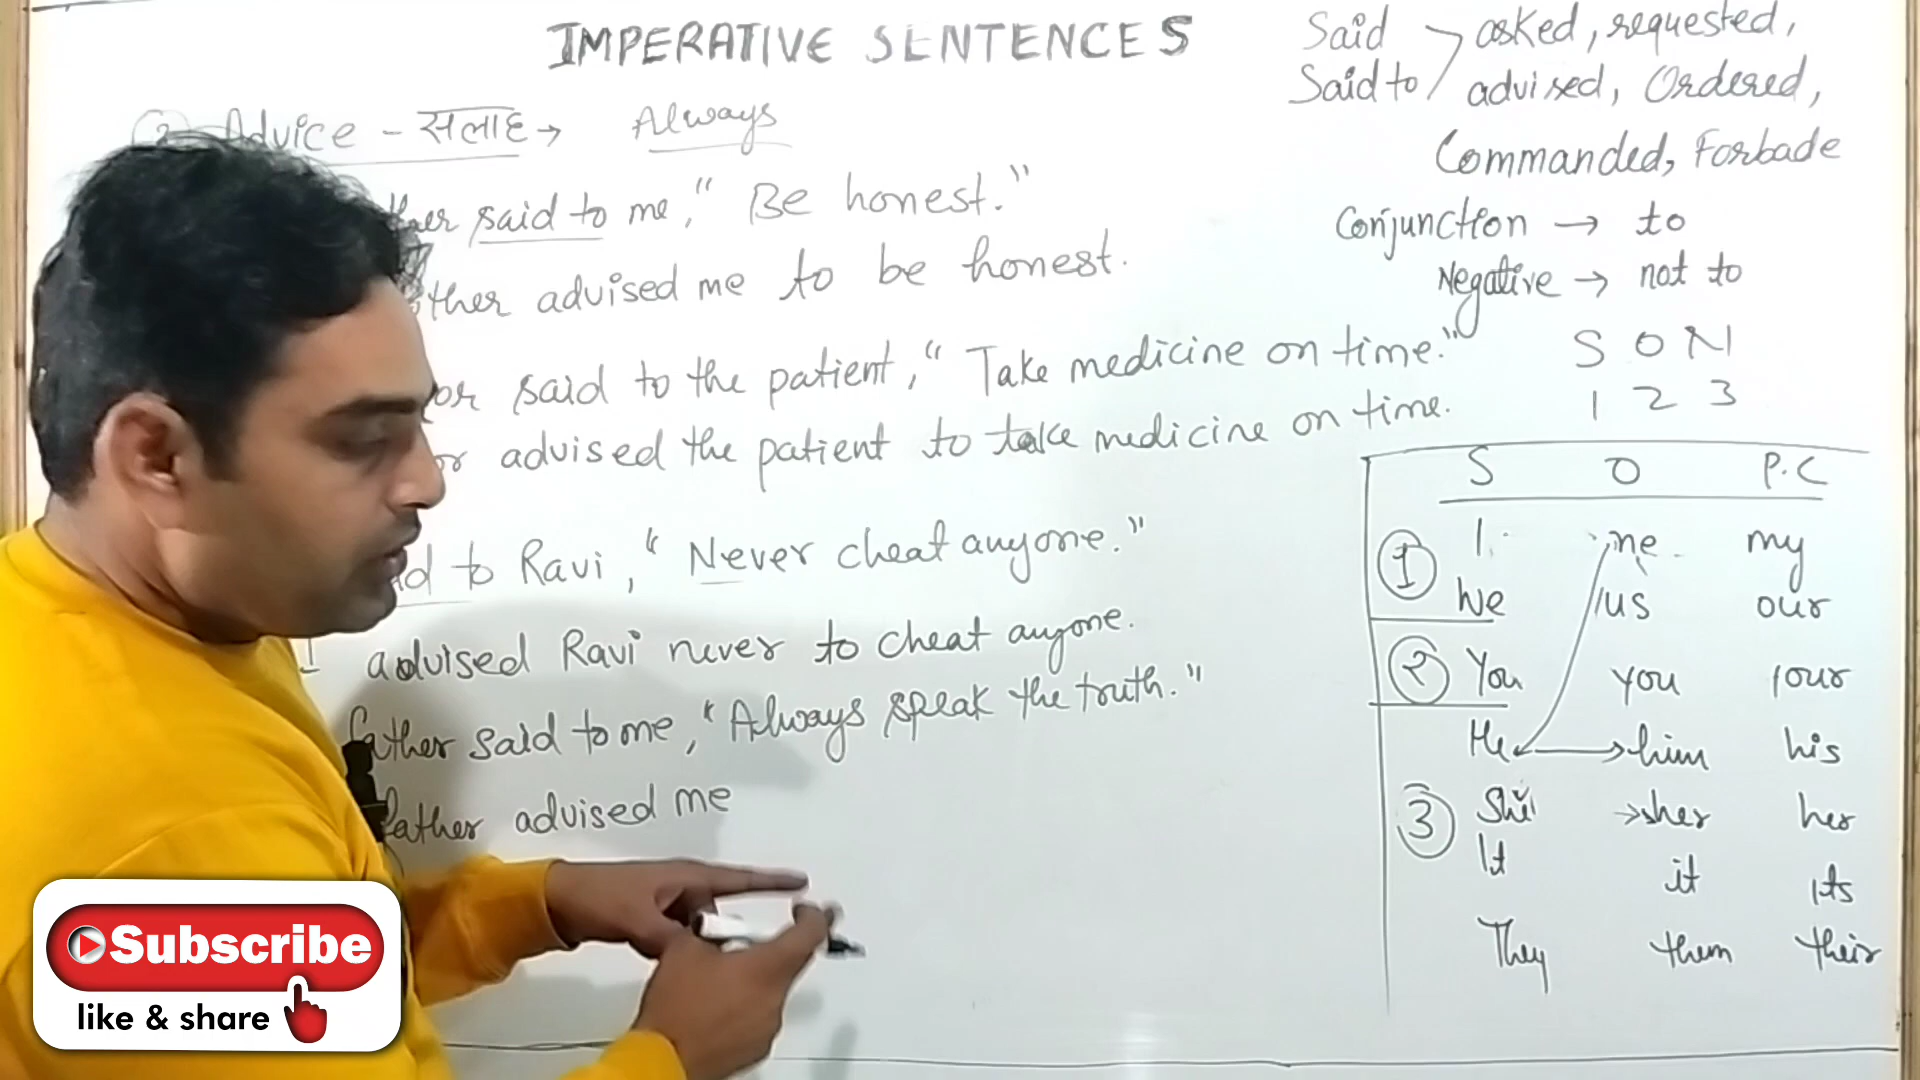 IMPERATIVE SENTENCES
Advice - सलाह → Always
said to me, "Be honest."
advised me to be honest.
said to the patient, "Take medicine on time."
advised the patient to take medicine on time.
to Ravi, "Never cheat anyone."
I advised Ravi never to cheat anyone.
father said to me, "Always speak the truth."
father advised me
Said → asked, requested,
Said to / advised, Ordered,
Commanded, Forbade
Conjunction → to
Negative → not to
S O N
1 2 3
S O P.C
1 I me my
We us our
2 You you your
He → him his
3 She → her her
It it its
They them their
Subscribe
like & share